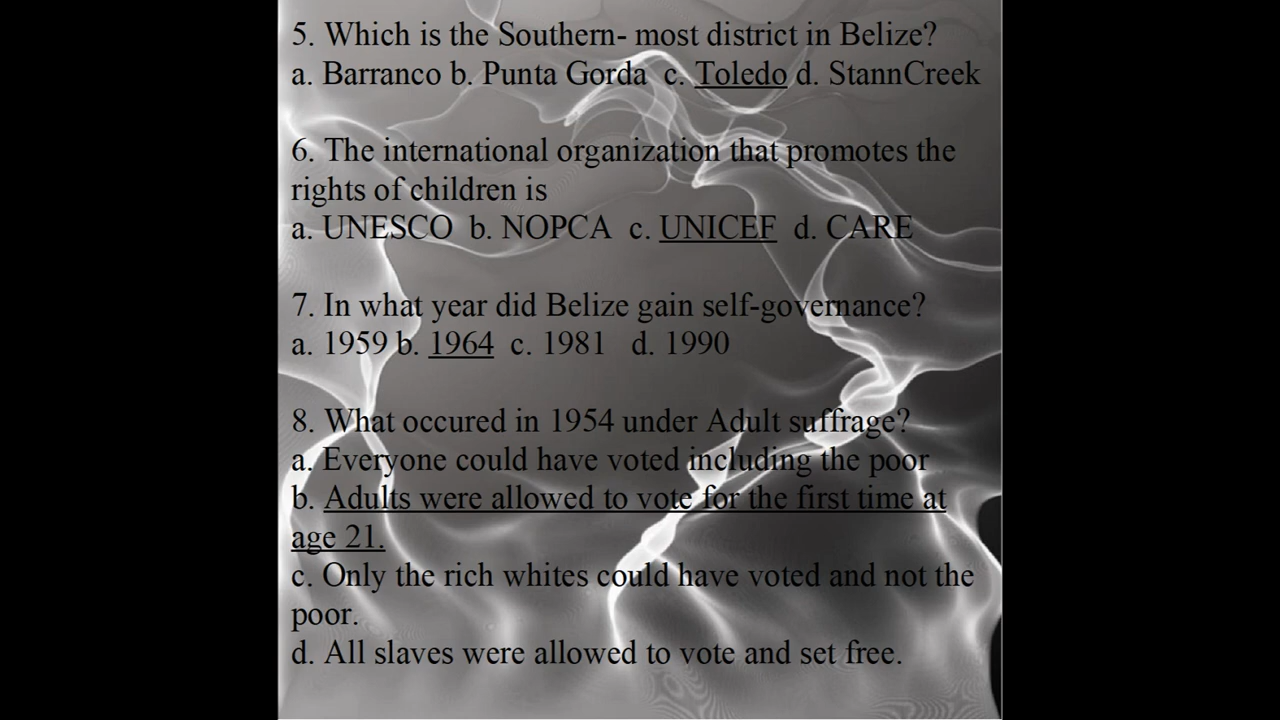 5. Which is the Southern- most district in Belize?
a. Barranco b. Punta Gorda c. Toledo d. StannCreek
6. The international organization that promotes the
rights of children is
a. UNESCO b. NOPCA c. UNICEF d. CARE
7. In what year did Belize gain self-governance?
a. 1959 b. 1964 c. 1981 d. 1990
8. What occured in 1954 under Adult suffrage?
a. Everyone could have voted including the poor
b. Adults were allowed to vote for the first time at
age 21.
c. Only the rich whites could have voted and not the
poor.
d. All slaves were allowed to vote and set free.